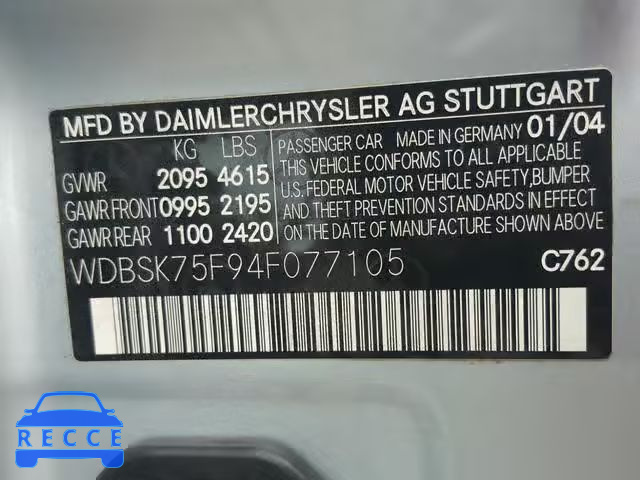 MFD BY DAIMLERCHRYSLER AG STUTTGART
KG LBS
GVWR 2095 4615
GAWR FRONT 0995 2195
GAWR REAR 1100 2420
PASSENGER CAR MADE IN GERMANY 01/04
THIS VEHICLE CONFORMS TO ALL APPLICABLE
U.S. FEDERAL MOTOR VEHICLE SAFETY, BUMPER
AND THEFT PREVENTION STANDARDS IN EFFECT
ON THE DATE OF MANUFACTURE SHOWN ABOVE.
WDBSK75F94F077105 C762
RECCE